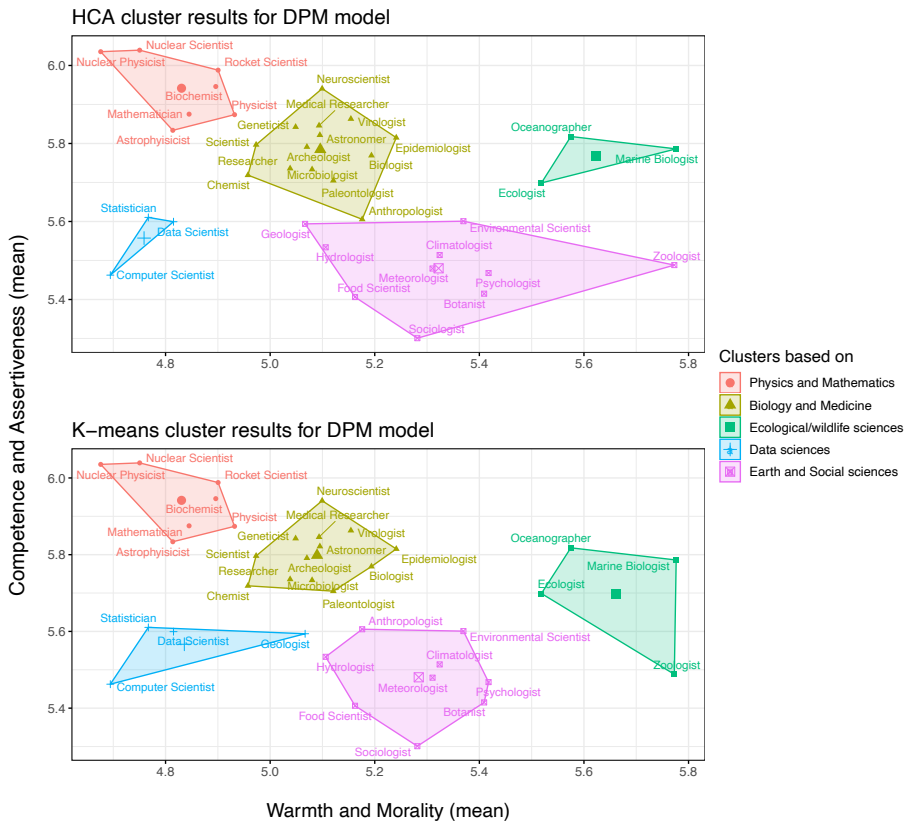 HCA cluster results for DPM model
Nuclear Scientist
Nuclear Physicist
Rocket Scientist
Biochemist
Mathematician
Physicist
Astrophyisicist
Neuroscientist
Medical Researcher
Geneticist
Virologist
Scientist
Astronomer
Epidemiologist
Researcher
Archeologist
Biologist
Chemist
Microbiologist
Paleontologist
Anthropologist
Oceanographer
Marine Biologist
Ecologist
Statistician
Data Scientist
Computer Scientist
Geologist
Environmental Scientist
Hydrologist
Climatologist
Zoologist
Meteorologist
Psychologist
Food Scientist
Botanist
Sociologist
6.0
5.8
5.6
5.4
4.8 5.0 5.2 5.4 5.6 5.8
Competence and Assertiveness (mean)
Clusters based on
Physics and Mathematics
Biology and Medicine
Ecological/wildlife sciences
Data sciences
Earth and Social sciences
K−means cluster results for DPM model
Nuclear Scientist
Nuclear Physicist
Rocket Scientist
Biochemist
Mathematician
Physicist
Astrophyisicist
Neuroscientist
Medical Researcher
Geneticist
Virologist
Scientist
Astronomer
Epidemiologist
Researcher
Archeologist
Biologist
Chemist
Microbiologist
Paleontologist
Oceanographer
Marine Biologist
Ecologist
Zoologist
Statistician
Data Scientist
Geologist
Computer Scientist
Anthropologist
Environmental Scientist
Hydrologist
Climatologist
Meteorologist
Psychologist
Food Scientist
Botanist
Sociologist
6.0
5.8
5.6
5.4
4.8 5.0 5.2 5.4 5.6 5.8
Warmth and Morality (mean)